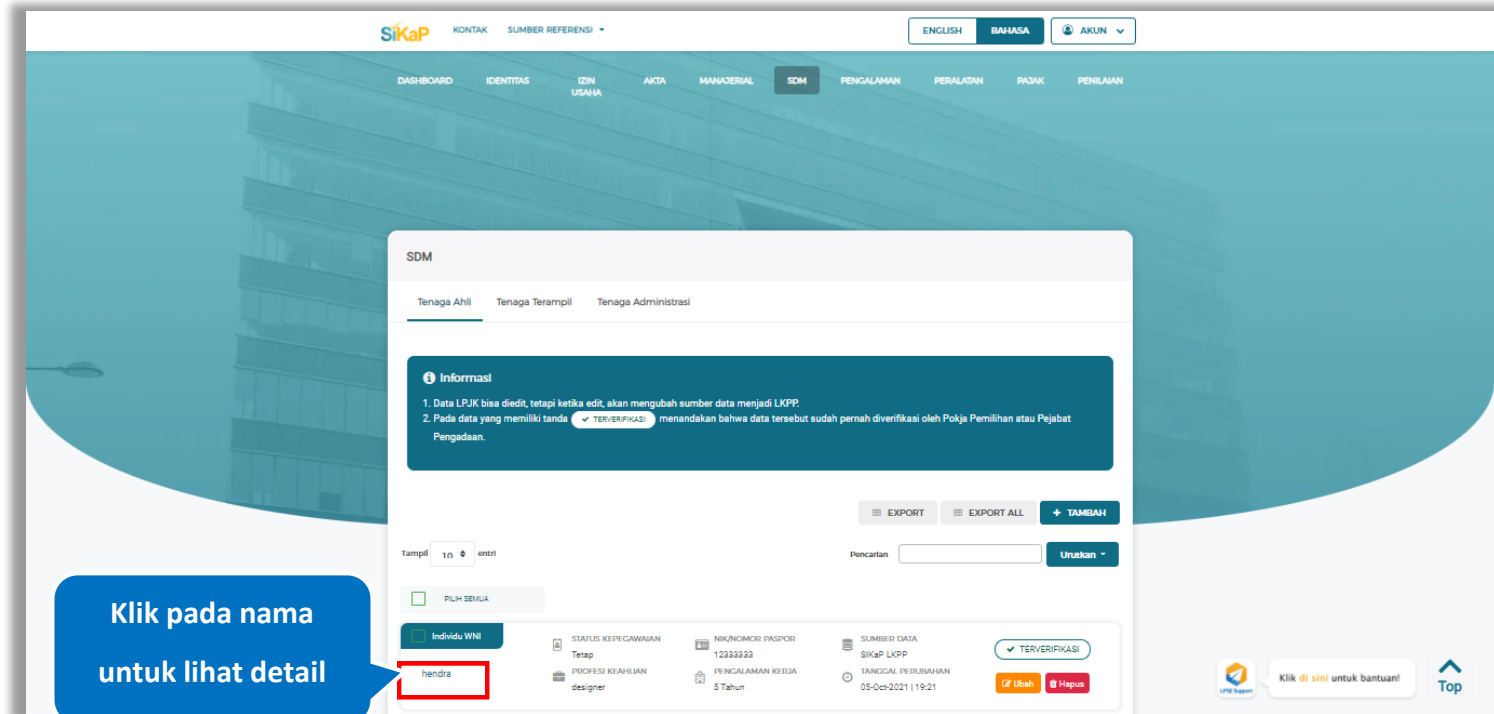 SiKaP KONTAK SUMBER REFERENSI ENGLISH BAHASA AKUN
DASHBOARD IDENTITAS IZIN USAHA AKTA MANAJERIAL SDM PENGALAMAN PERALATAN PAJAK PENILAIAN
SDM
Tenaga Ahli Tenaga Terampil Tenaga Administrasi
Informasi
1. Data LPJK bisa diedit, tetapi ketika edit, akan mengubah sumber data menjadi LKPP.
2. Pada data yang memiliki tanda TERVERIFIKASI menandakan bahwa data tersebut sudah pernah diverifikasi oleh Pokja Pemilihan atau Pejabat
Pengadaan.
EXPORT EXPORT ALL + TAMBAH
Tampil 10 entri Pencarian Urutkan
PILIH SEMUA
Individu WNI
hendra
STATUS KEPEGAWAIAN
Tetap
PROFESI KEAHLIAN
designer
NIK/NOMOR PASPOR
12333333
PENGALAMAN KERJA
5 Tahun
SUMBER DATA
SIKaP LKPP
TANGGAL PERUBAHAN
05-Oct-2021 | 19:21
TERVERIFIKASI
Ubah Hapus
Klik pada nama
untuk lihat detail
LPSE Support
Klik di sini untuk bantuan!
Top